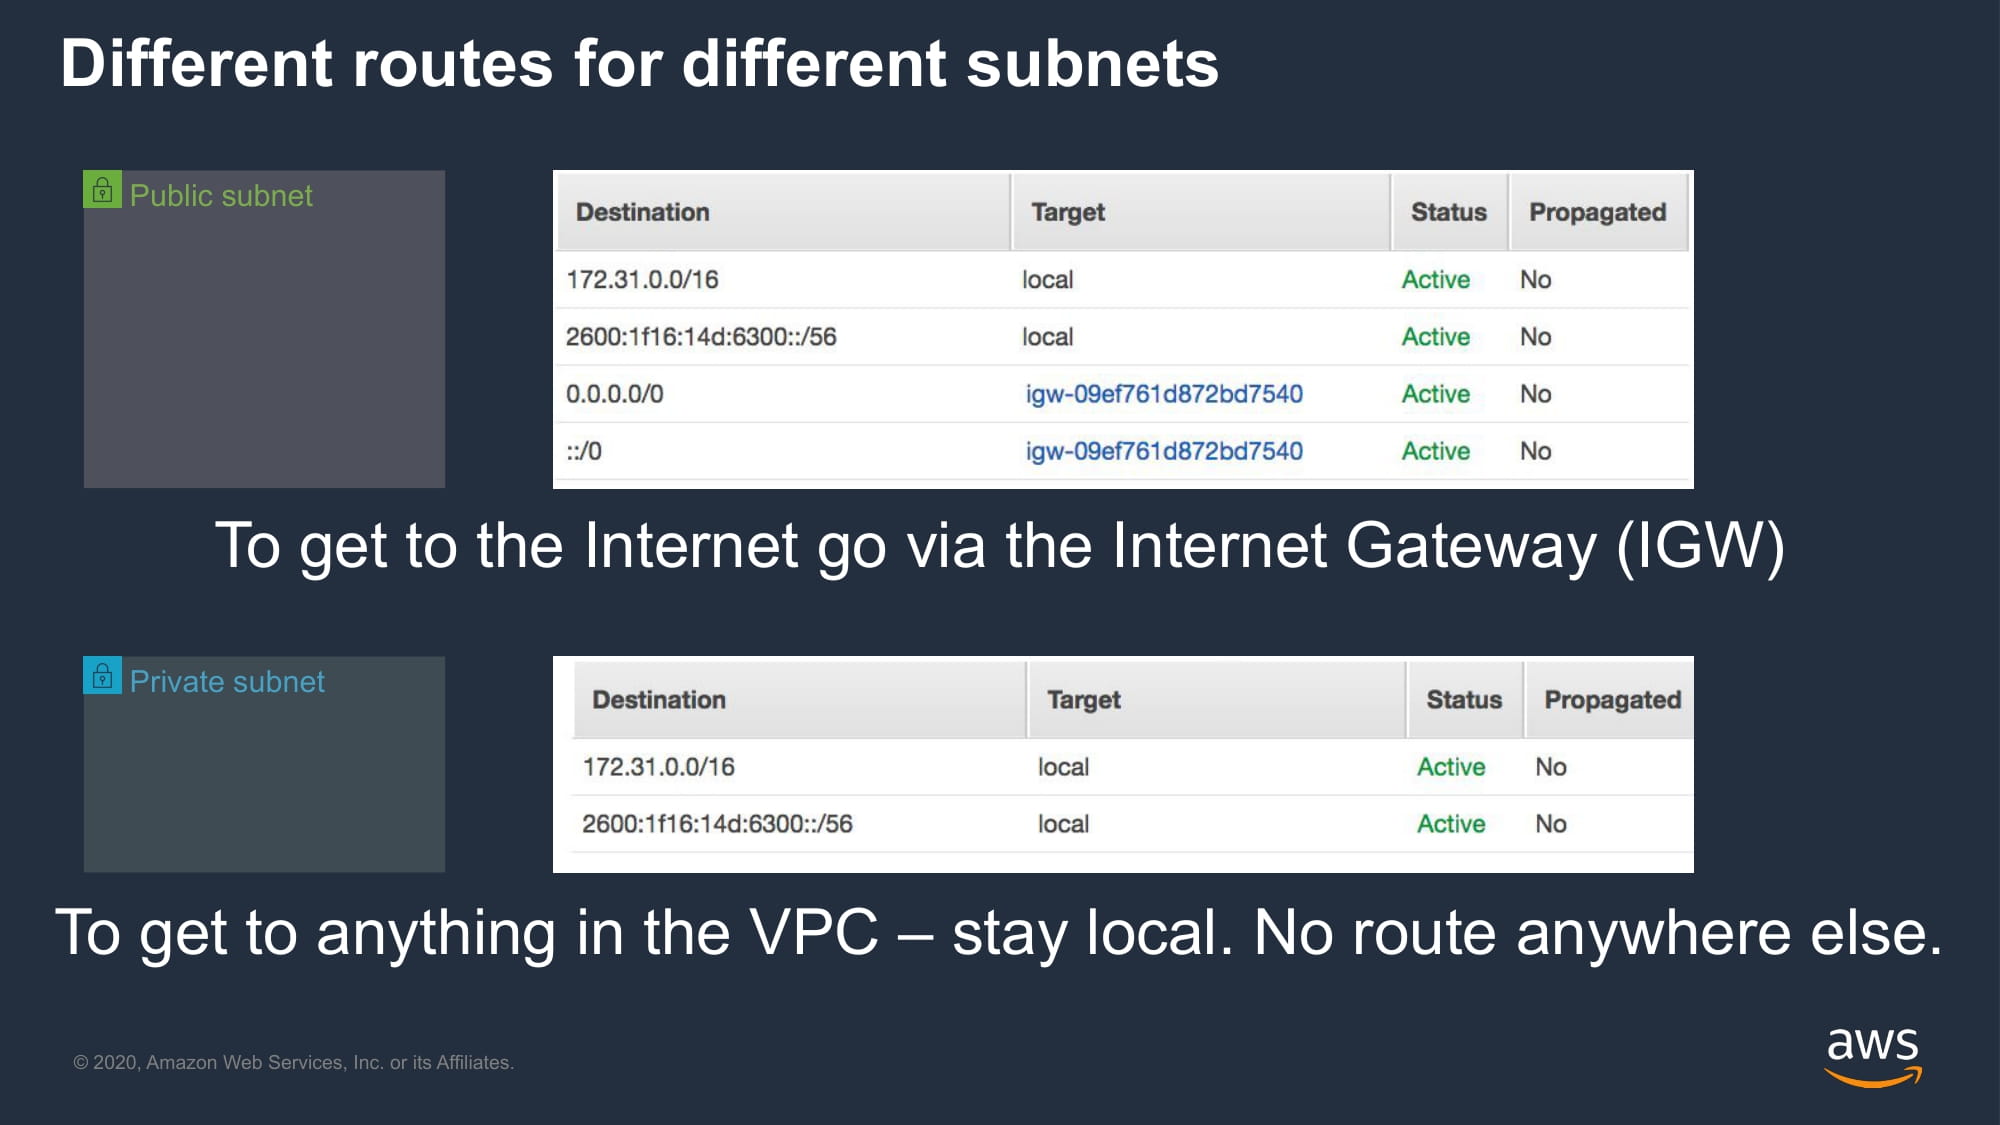 Different routes for different subnets
Public subnet
Destination Target Status Propagated
172.31.0.0/16 local Active No
2600:1f16:14d:6300::/56 local Active No
0.0.0.0/0 igw-09ef761d872bd7540 Active No
::/0 igw-09ef761d872bd7540 Active No
To get to the Internet go via the Internet Gateway (IGW)
Private subnet
Destination Target Status Propagated
172.31.0.0/16 local Active No
2600:1f16:14d:6300::/56 local Active No
To get to anything in the VPC – stay local. No route anywhere else.
© 2020, Amazon Web Services, Inc. or its Affiliates.
aws